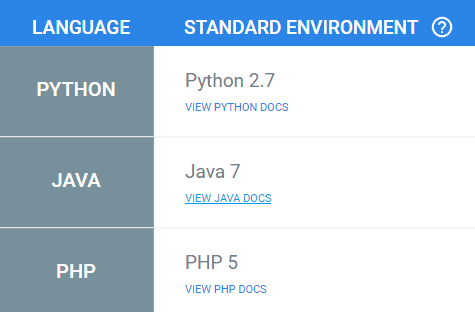 LANGUAGE STANDARD ENVIRONMENT ?
PYTHON Python 2.7
VIEW PYTHON DOCS
JAVA Java 7
VIEW JAVA DOCS
PHP PHP 5
VIEW PHP DOCS